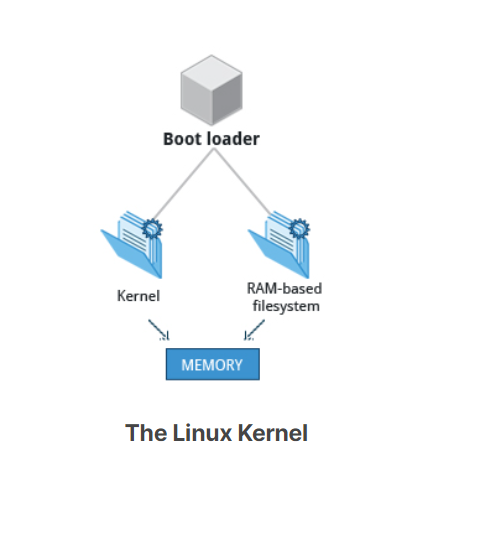 Boot loader
Kernel
RAM-based
filesystem
MEMORY
The Linux Kernel